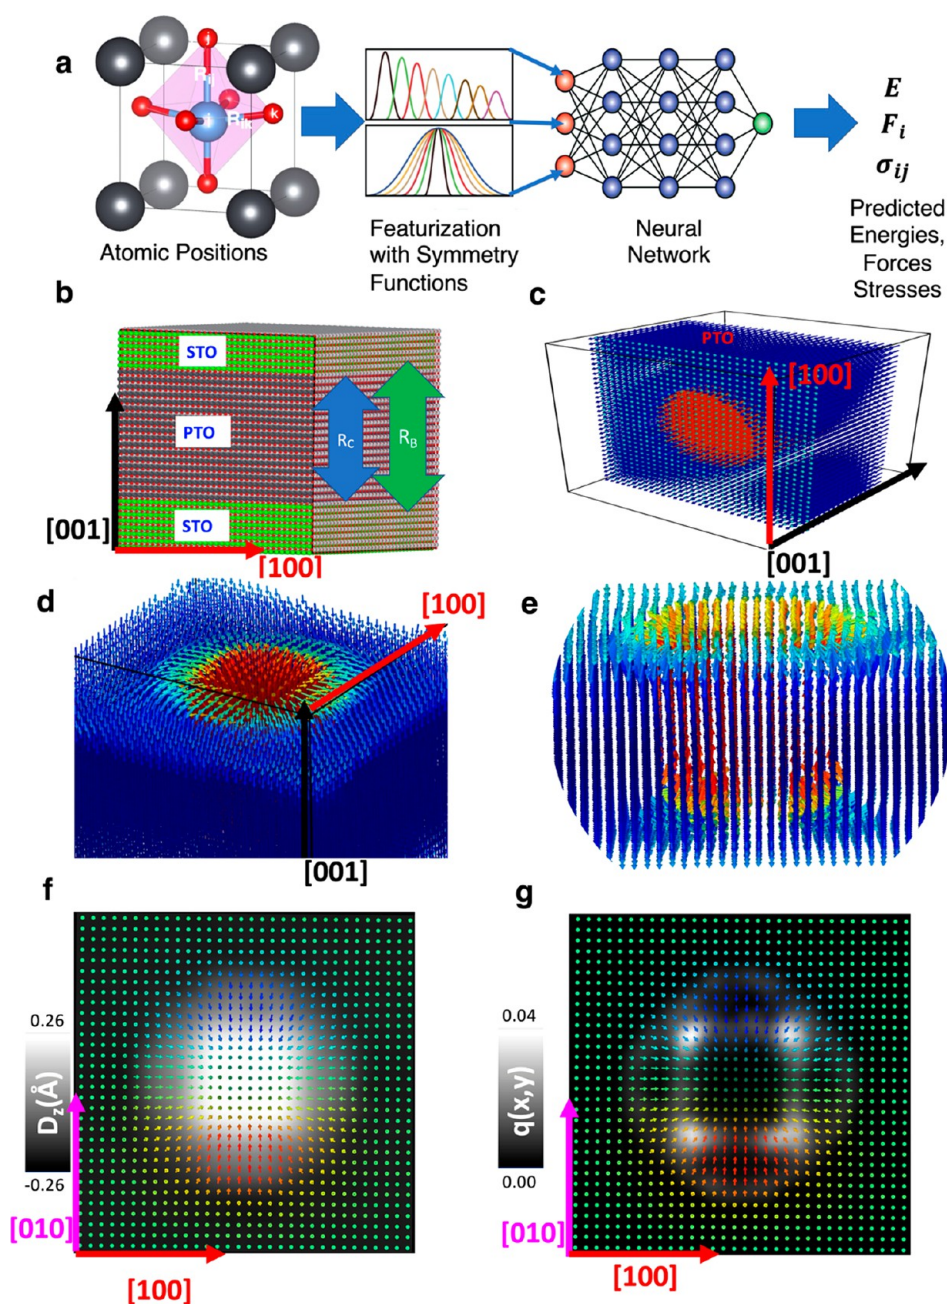 a
j
R_ij
i
R_ik
k
Atomic Positions
Featurization
with Symmetry
Functions
Neural
Network
E
F_i
σ_ij
Predicted
Energies,
Forces
Stresses
b
STO
PTO
STO
R_C
R_B
[001]
[100]
c
PTO
[100]
[001]
d
[100]
[001]
e
f
0.26
D_z(Å)
-0.26
[010]
[100]
g
0.04
q(x,y)
0.00
[010]
[100]